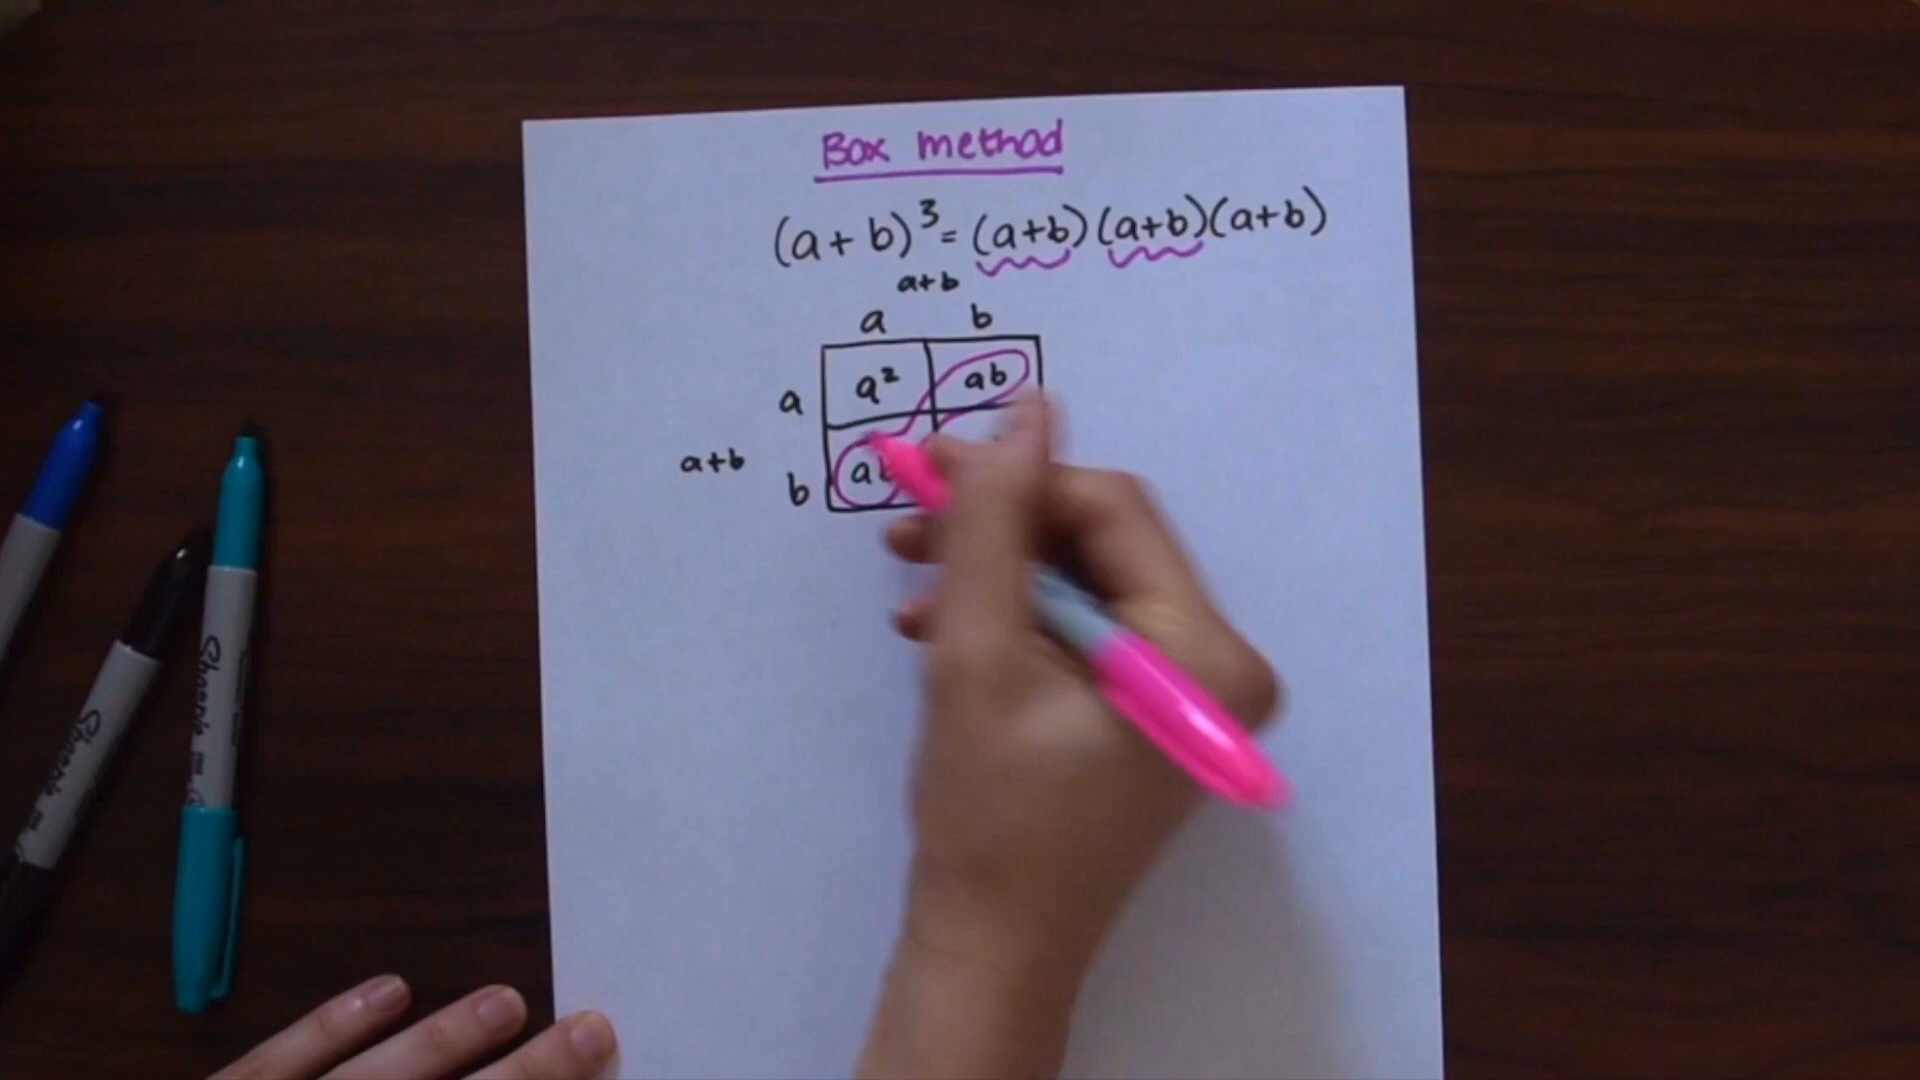 Box method
(a+b)³= (a+b)(a+b)(a+b)
a+b
a b
a a² ab
a+b
b
Sharpie
Sharpie